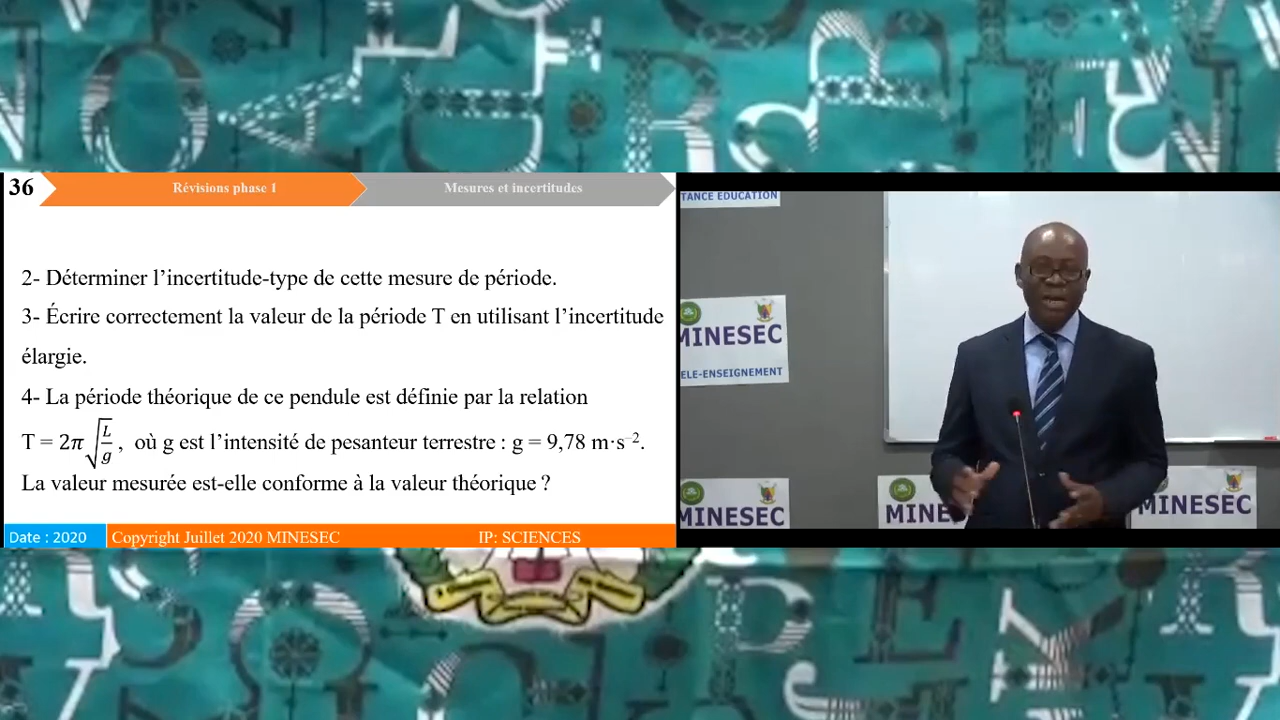 36
Révisions phase 1
Mesures et incertitudes
2- Déterminer l’incertitude-type de cette mesure de période.
3- Écrire correctement la valeur de la période T en utilisant l’incertitude
élargie.
4- La période théorique de ce pendule est définie par la relation
T = 2π√(L/g) , où g est l’intensité de pesanteur terrestre : g = 9,78 m·s⁻².
La valeur mesurée est-elle conforme à la valeur théorique ?
Date : 2020
Copyright Juillet 2020 MINESEC
IP: SCIENCES
TANCE EDUCATION
MINESEC
ELE-ENSEIGNEMENT
MINESEC
MINE
MINESEC